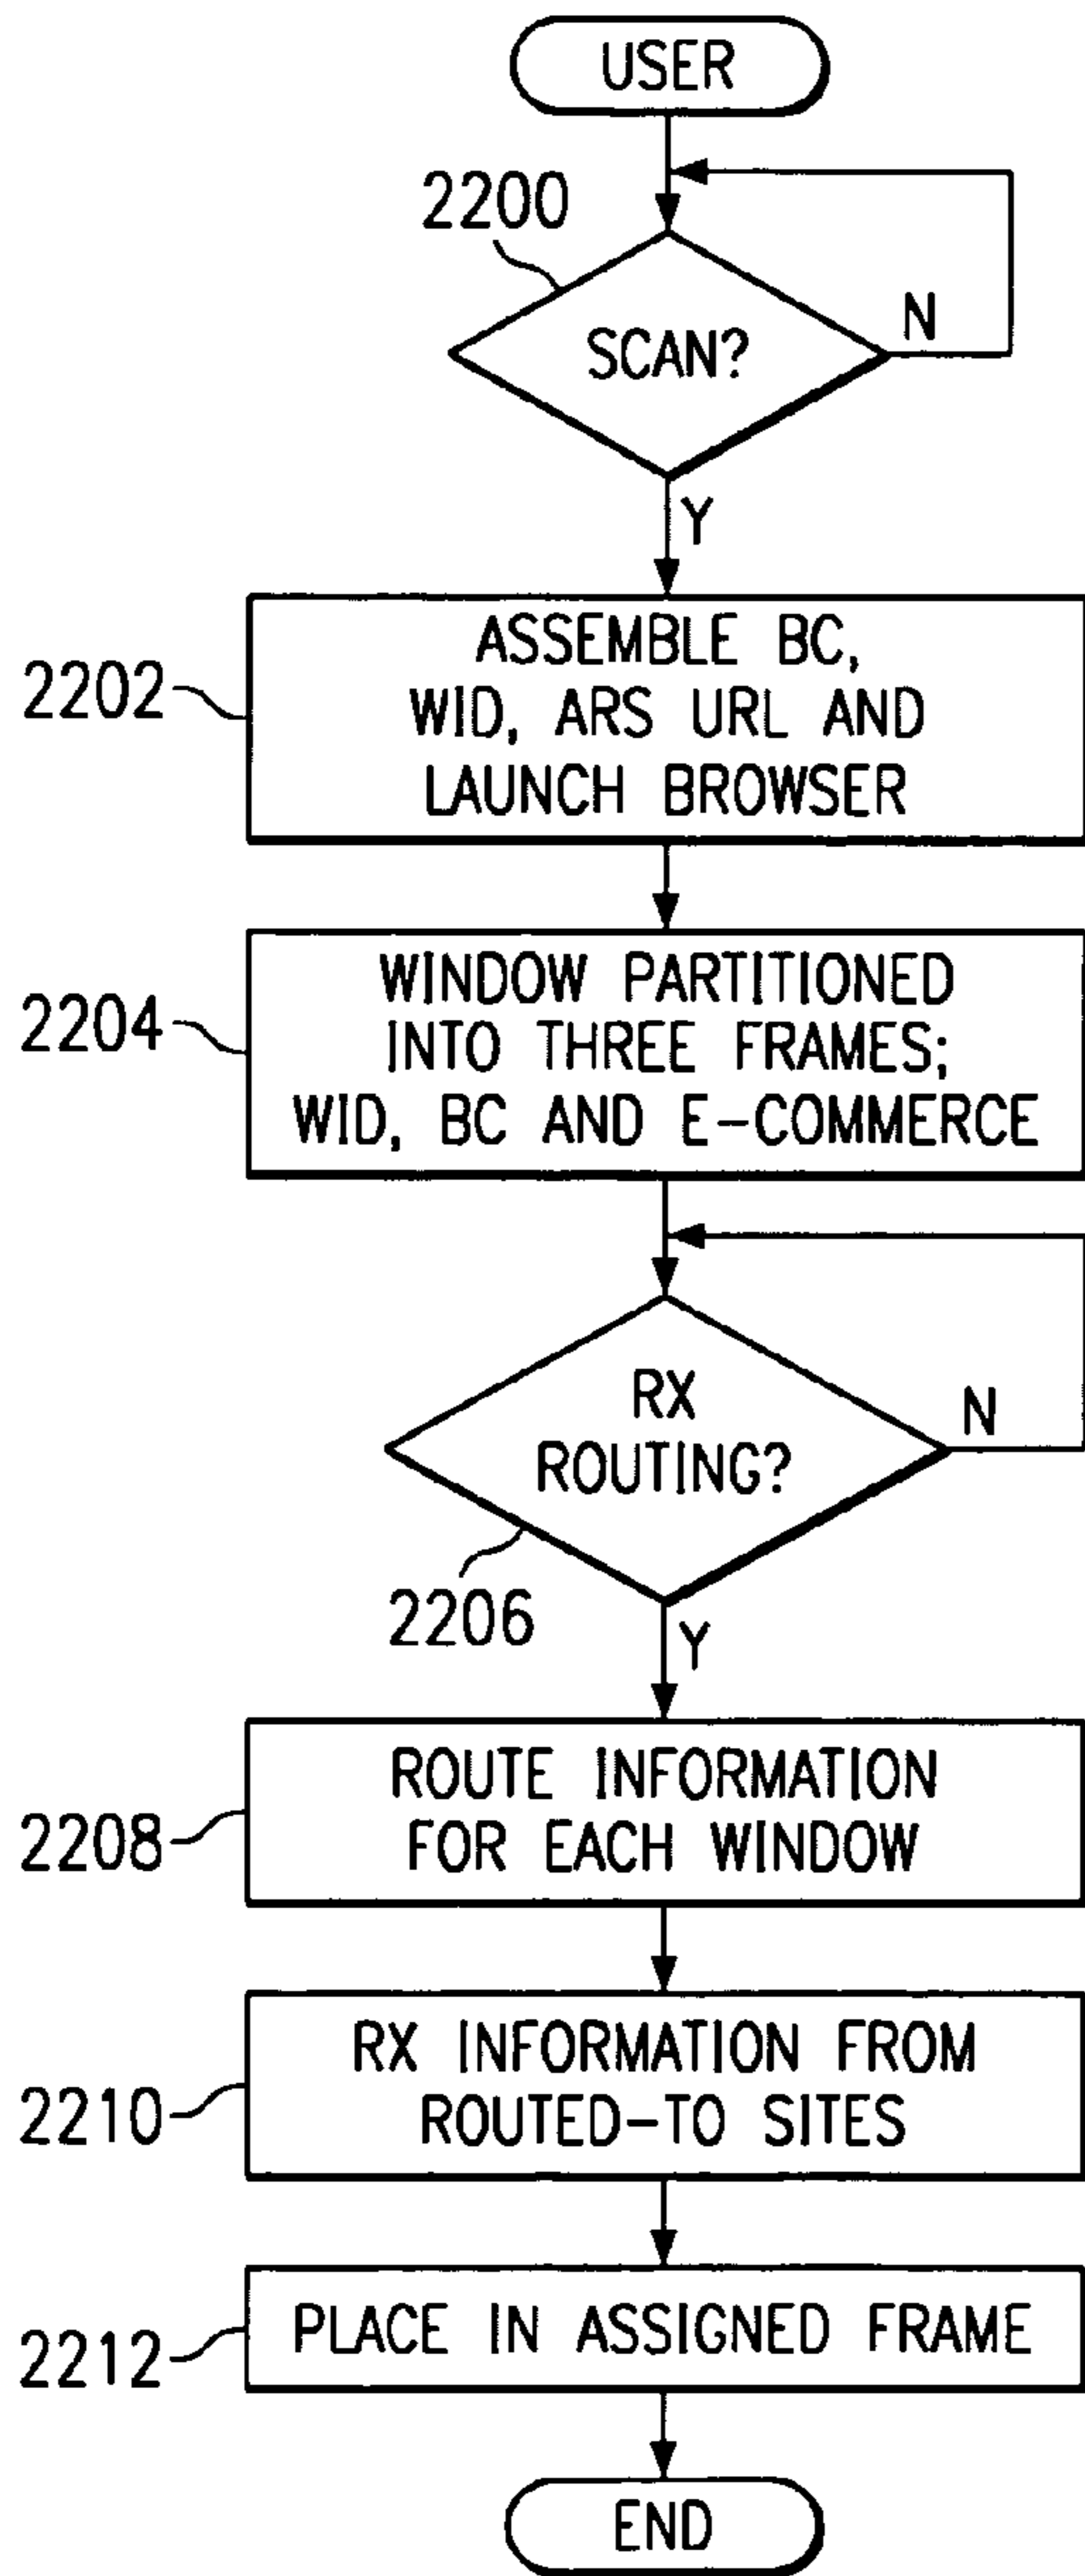 USER
2200
SCAN?
N
Y
2202
ASSEMBLE BC,
WID, ARS URL AND
LAUNCH BROWSER
2204
WINDOW PARTITIONED
INTO THREE FRAMES;
WID, BC AND E-COMMERCE
RX
ROUTING?
N
2206
Y
2208
ROUTE INFORMATION
FOR EACH WINDOW
2210
RX INFORMATION FROM
ROUTED-TO SITES
2212
PLACE IN ASSIGNED FRAME
END